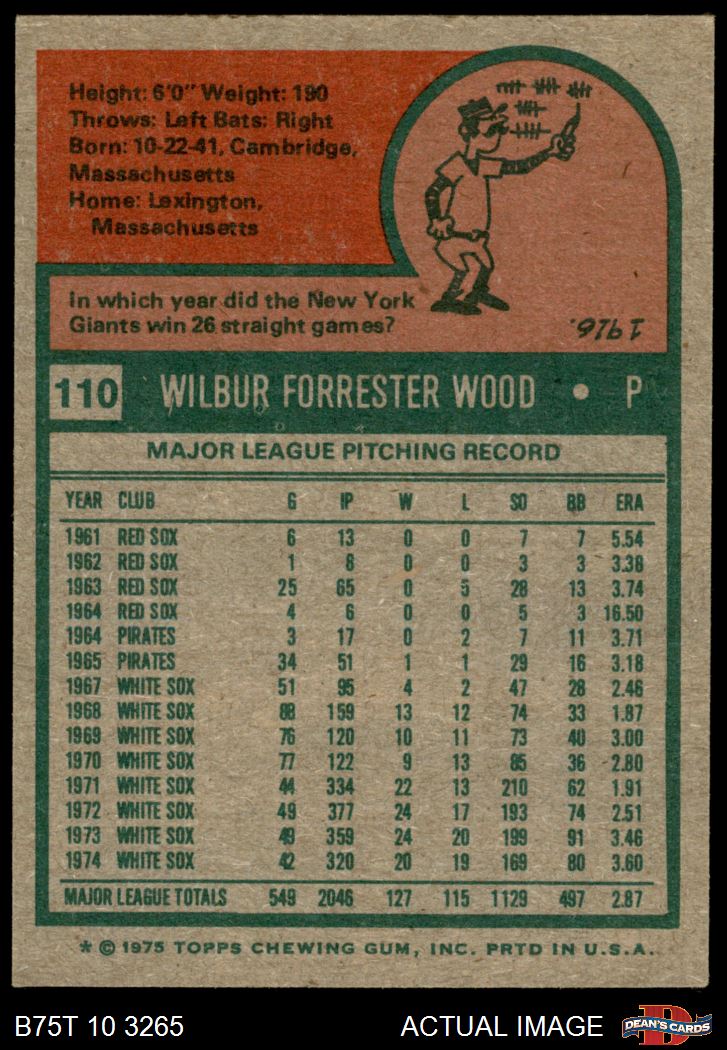 Height: 6'0" Weight: 190
Throws: Left Bats: Right
Born: 10-22-41, Cambridge,
Massachusetts
Home: Lexington,
Massachusetts
In which year did the New York
Giants win 26 straight games?
1916.
110 WILBUR FORRESTER WOOD • P
MAJOR LEAGUE PITCHING RECORD
YEAR CLUB G IP W L SO BB ERA
1961 RED SOX 6 13 0 0 7 7 5.54
1962 RED SOX 1 8 0 0 3 3 3.38
1963 RED SOX 25 65 0 5 28 13 3.74
1964 RED SOX 4 6 0 0 5 3 16.50
1964 PIRATES 3 17 0 2 7 11 3.71
1965 PIRATES 34 51 1 1 29 16 3.18
1967 WHITE SOX 51 95 4 2 47 28 2.46
1968 WHITE SOX 88 159 13 12 74 33 1.87
1969 WHITE SOX 76 120 10 11 73 40 3.00
1970 WHITE SOX 77 122 9 13 85 36 2.80
1971 WHITE SOX 44 334 22 13 210 62 1.91
1972 WHITE SOX 49 377 24 17 193 74 2.51
1973 WHITE SOX 49 359 24 20 199 91 3.46
1974 WHITE SOX 42 320 20 19 169 80 3.60
MAJOR LEAGUE TOTALS 549 2046 127 115 1129 497 2.87
* © 1975 TOPPS CHEWING GUM, INC. PRTD IN U.S.A.
B75T 10 3265 ACTUAL IMAGE DEAN'S CARDS